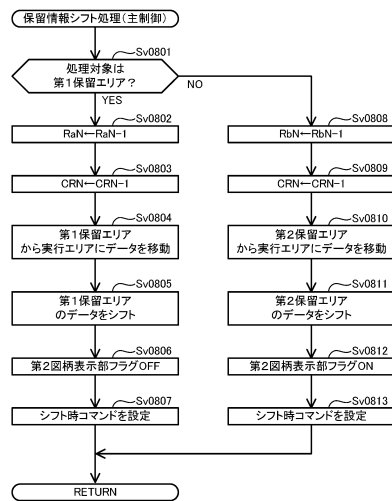 保留情報シフト処理(主制御)
Sv0801
処理対象は
第1保留エリア?
YES
NO
Sv0802
RaN←RaN-1
Sv0803
CRN←CRN-1
Sv0804
第1保留エリア
から実行エリアにデータを移動
Sv0805
第1保留エリア
のデータをシフト
Sv0806
第2図柄表示部フラグOFF
Sv0807
シフト時コマンドを設定
Sv0808
RbN←RbN-1
Sv0809
CRN←CRN-1
Sv0810
第2保留エリア
から実行エリアにデータを移動
Sv0811
第2保留エリア
のデータをシフト
Sv0812
第2図柄表示部フラグON
Sv0813
シフト時コマンドを設定
RETURN